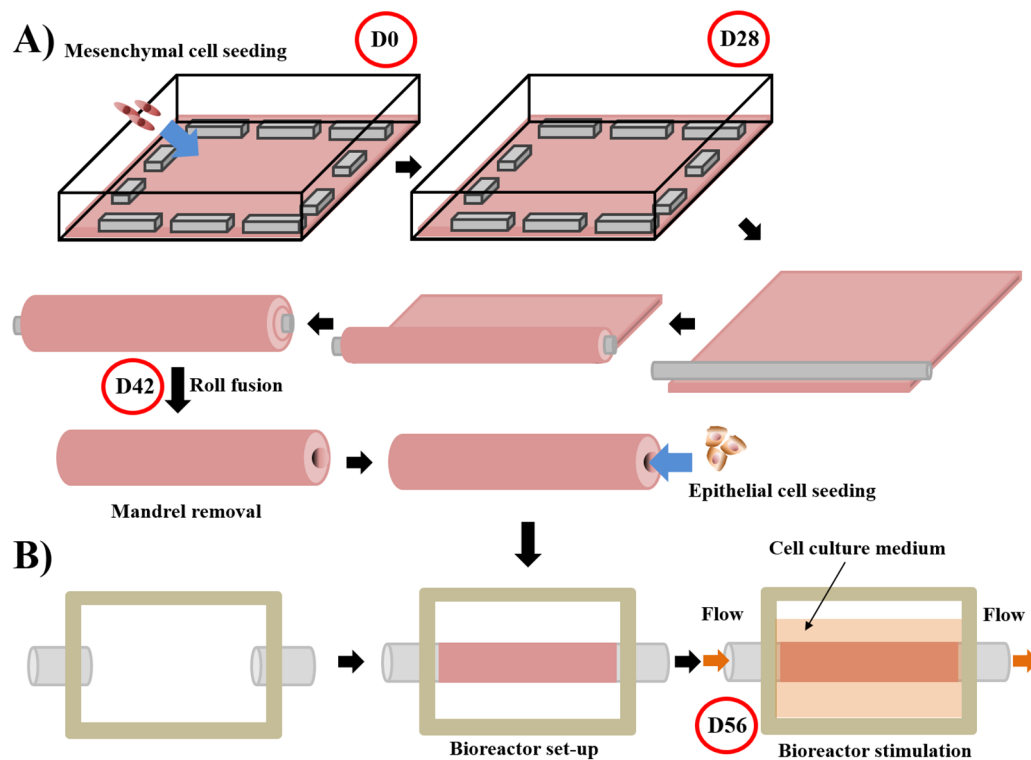 A)
Mesenchymal cell seeding
D0
D28
D42
Roll fusion
Mandrel removal
Epithelial cell seeding
B)
Cell culture medium
Flow
Flow
D56
Bioreactor set-up
Bioreactor stimulation